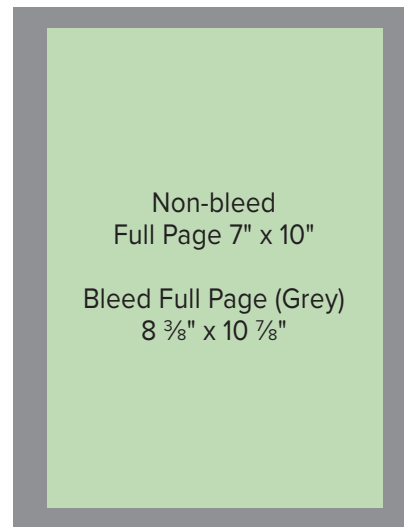 Non-bleed
Full Page 7" x 10"
Bleed Full Page (Grey)
8 ⅜" x 10 ⅞"